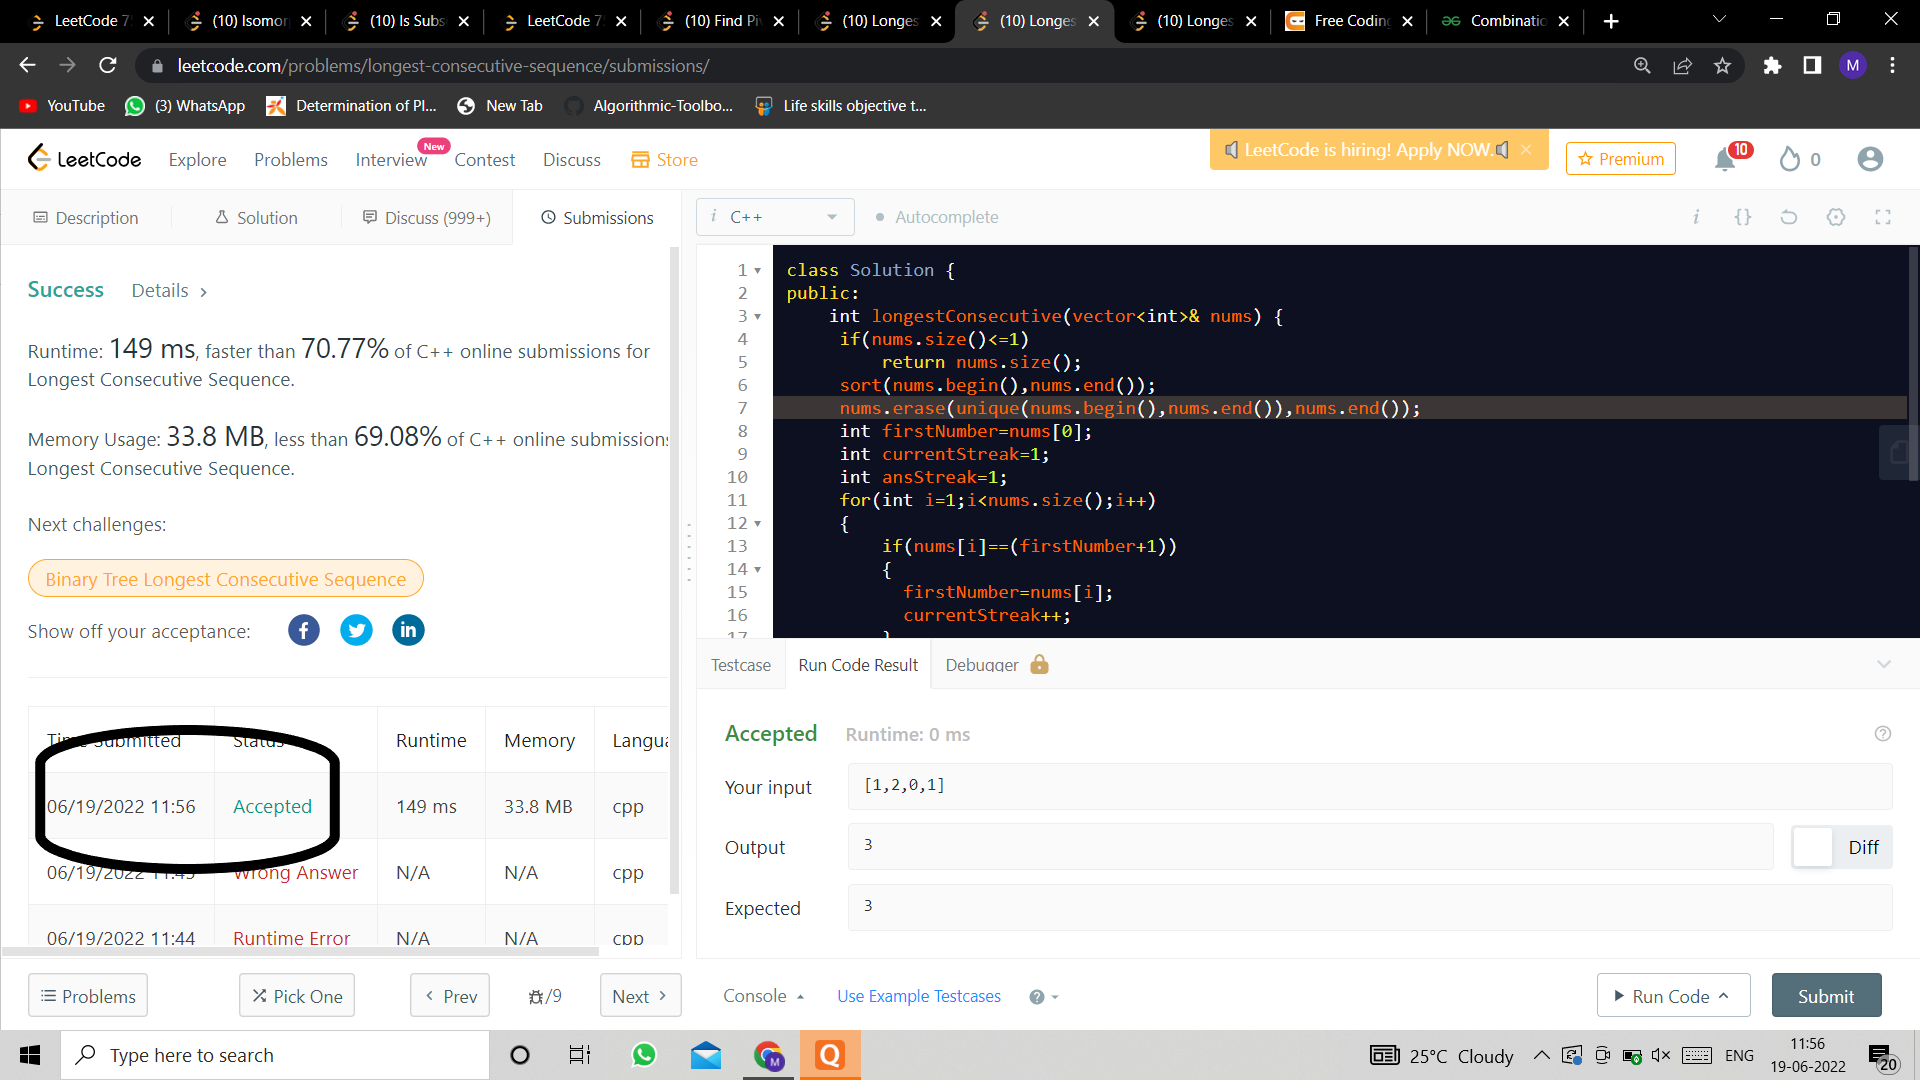 LeetCode 7
(10) Isomor
(10) Is Subs
LeetCode 7
(10) Find Piv
(10) Longes
(10) Longes
(10) Longes
Free Coding
Combinatio
leetcode.com/problems/longest-consecutive-sequence/submissions/
M
YouTube
(3) WhatsApp
Determination of Pl...
New Tab
Algorithmic-Toolbo...
Life skills objective t...
LeetCode
Explore
Problems
Interview
New
Contest
Discuss
Store
LeetCode is hiring! Apply NOW.
Premium
10
0
Description
Solution
Discuss (999+)
Submissions
Success
Details
Runtime: 149 ms, faster than 70.77% of C++ online submissions for
Longest Consecutive Sequence.
Memory Usage: 33.8 MB, less than 69.08% of C++ online submissions
Longest Consecutive Sequence.
Next challenges:
Binary Tree Longest Consecutive Sequence
Show off your acceptance:
Time Submitted Status Runtime Memory Langua
06/19/2022 11:56 Accepted 149 ms 33.8 MB cpp
06/19/2022 11:45 Wrong Answer N/A N/A cpp
06/19/2022 11:44 Runtime Error N/A N/A cpp
Problems
Pick One
Prev
/9
Next
i C++
Autocomplete
1 class Solution {
2 public:
3 int longestConsecutive(vector<int>& nums) {
4 if(nums.size()<=1)
5 return nums.size();
6 sort(nums.begin(),nums.end());
7 nums.erase(unique(nums.begin(),nums.end()),nums.end());
8 int firstNumber=nums[0];
9 int currentStreak=1;
10 int ansStreak=1;
11 for(int i=1;i<nums.size();i++)
12 {
13 if(nums[i]==(firstNumber+1))
14 {
15 firstNumber=nums[i];
16 currentStreak++;
17 }
Testcase
Run Code Result
Debugger
Accepted
Runtime: 0 ms
Your input
[1,2,0,1]
Output
3
Diff
Expected
3
Console
Use Example Testcases
Run Code
Submit
Type here to search
M
Q
25°C Cloudy
ENG
11:56
19-06-2022
20